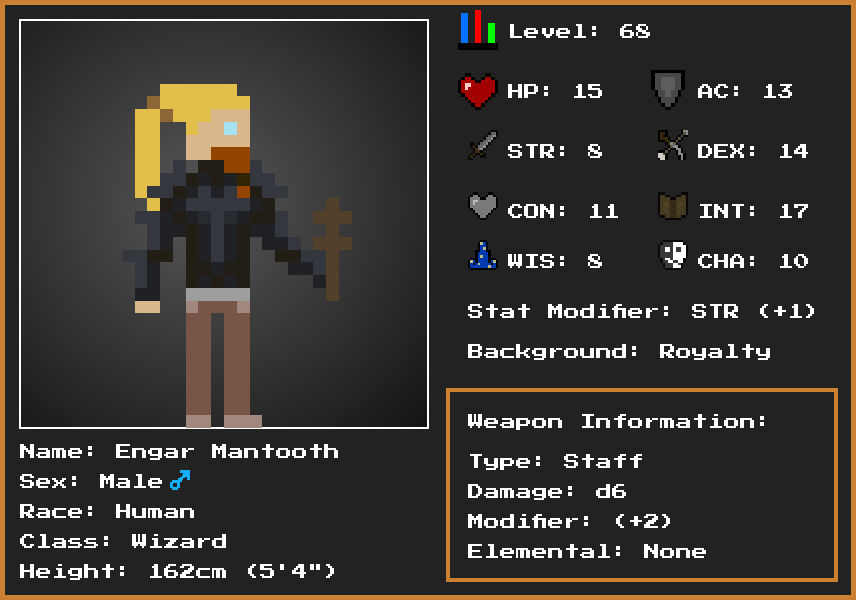 Level: 68
HP: 15
AC: 13
STR: 8
DEX: 14
CON: 11
INT: 17
WIS: 8
CHA: 10
Stat Modifier: STR (+1)
Background: Royalty
Weapon Information:
Type: Staff
Damage: d6
Modifier: (+2)
Elemental: None
Name: Engar Mantooth
Sex: Male♂
Race: Human
Class: Wizard
Height: 162cm (5'4")